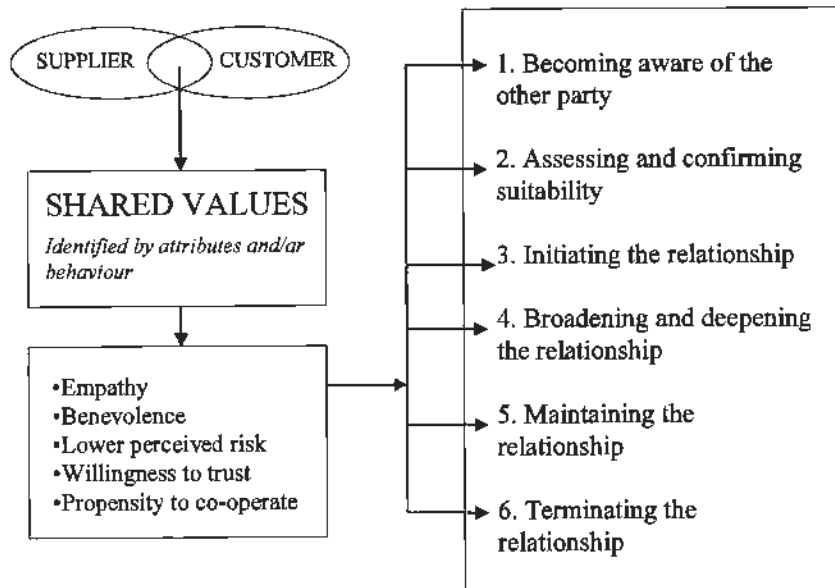 SUPPLIER
CUSTOMER
SHARED VALUES
Identified by attributes and/ar
behaviour
•Empathy
•Benevolence
•Lower perceived risk
•Willingness to trust
•Propensity to co-operate
1. Becoming aware of the
other party
2. Assessing and confirming
suitability
3. Initiating the relationship
4. Broadening and deepening
the relationship
5. Maintaining the
relationship
6. Terminating the
relationship